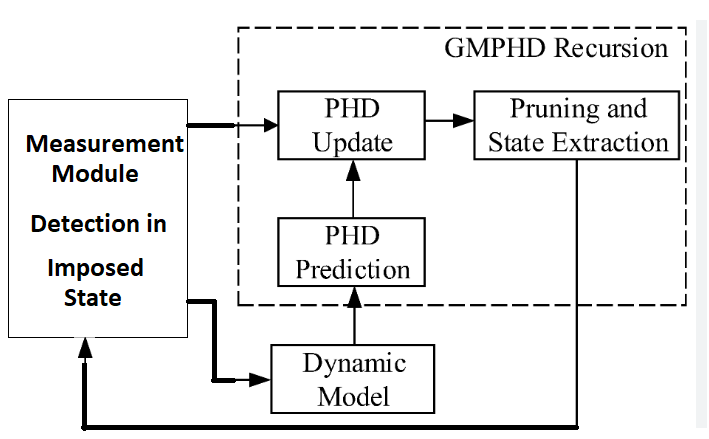 GMPHD Recursion
Measurement
Module
Detection in
Imposed
State
PHD
Update
Pruning and
State Extraction
PHD
Prediction
Dynamic
Model